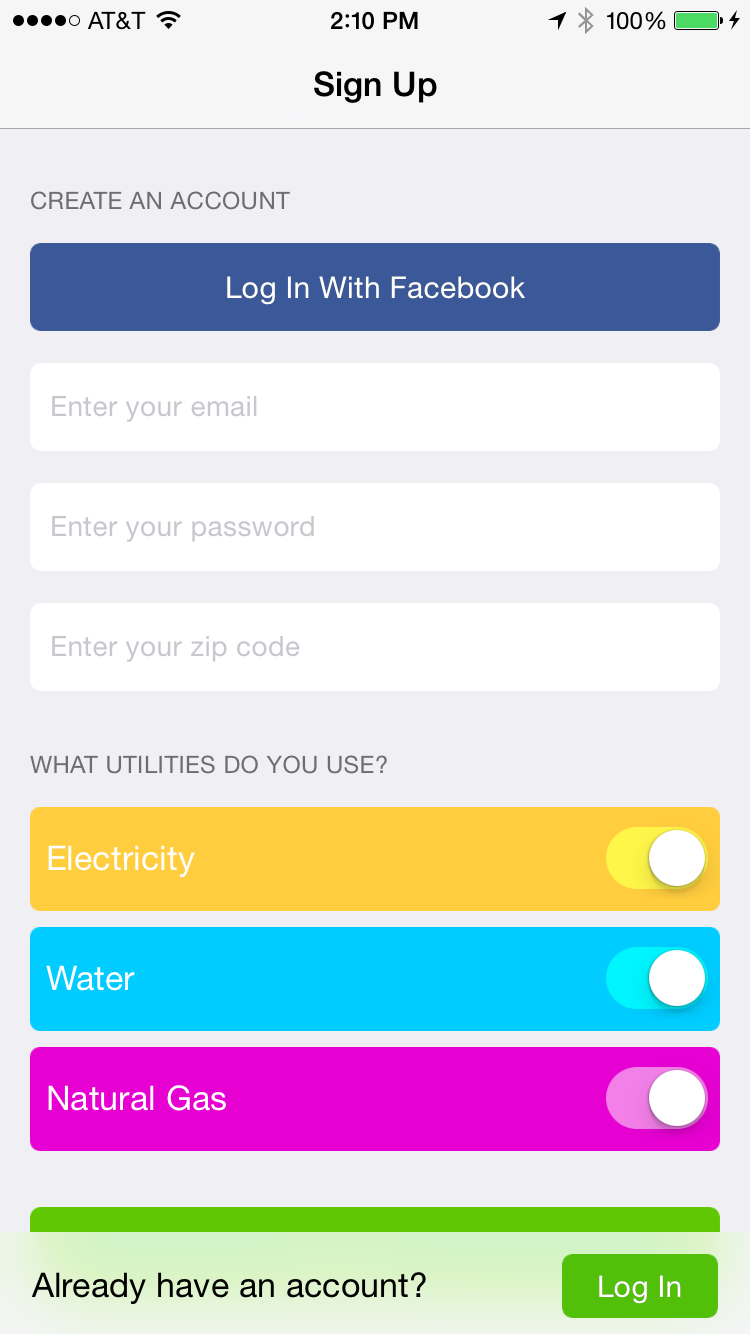 AT&T 2:10 PM 100%
Sign Up
CREATE AN ACCOUNT
Log In With Facebook
Enter your email
Enter your password
Enter your zip code
WHAT UTILITIES DO YOU USE?
Electricity
Water
Natural Gas
Already have an account? Log In